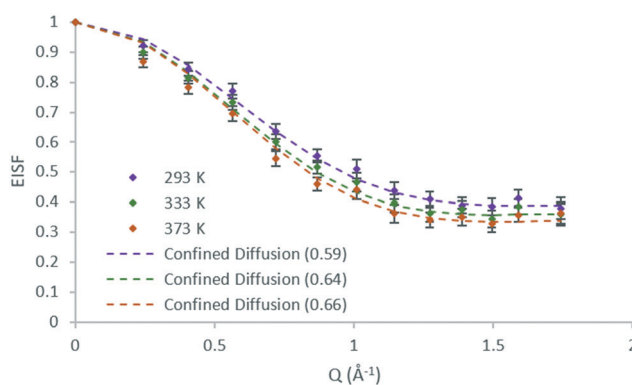 1
0.9
0.8
0.7
0.6
0.5
0.4
0.3
0.2
0.1
0
EISF
293 K
333 K
373 K
Confined Diffusion (0.59)
Confined Diffusion (0.64)
Confined Diffusion (0.66)
0 0.5 1 1.5 2
Q (Å⁻¹)